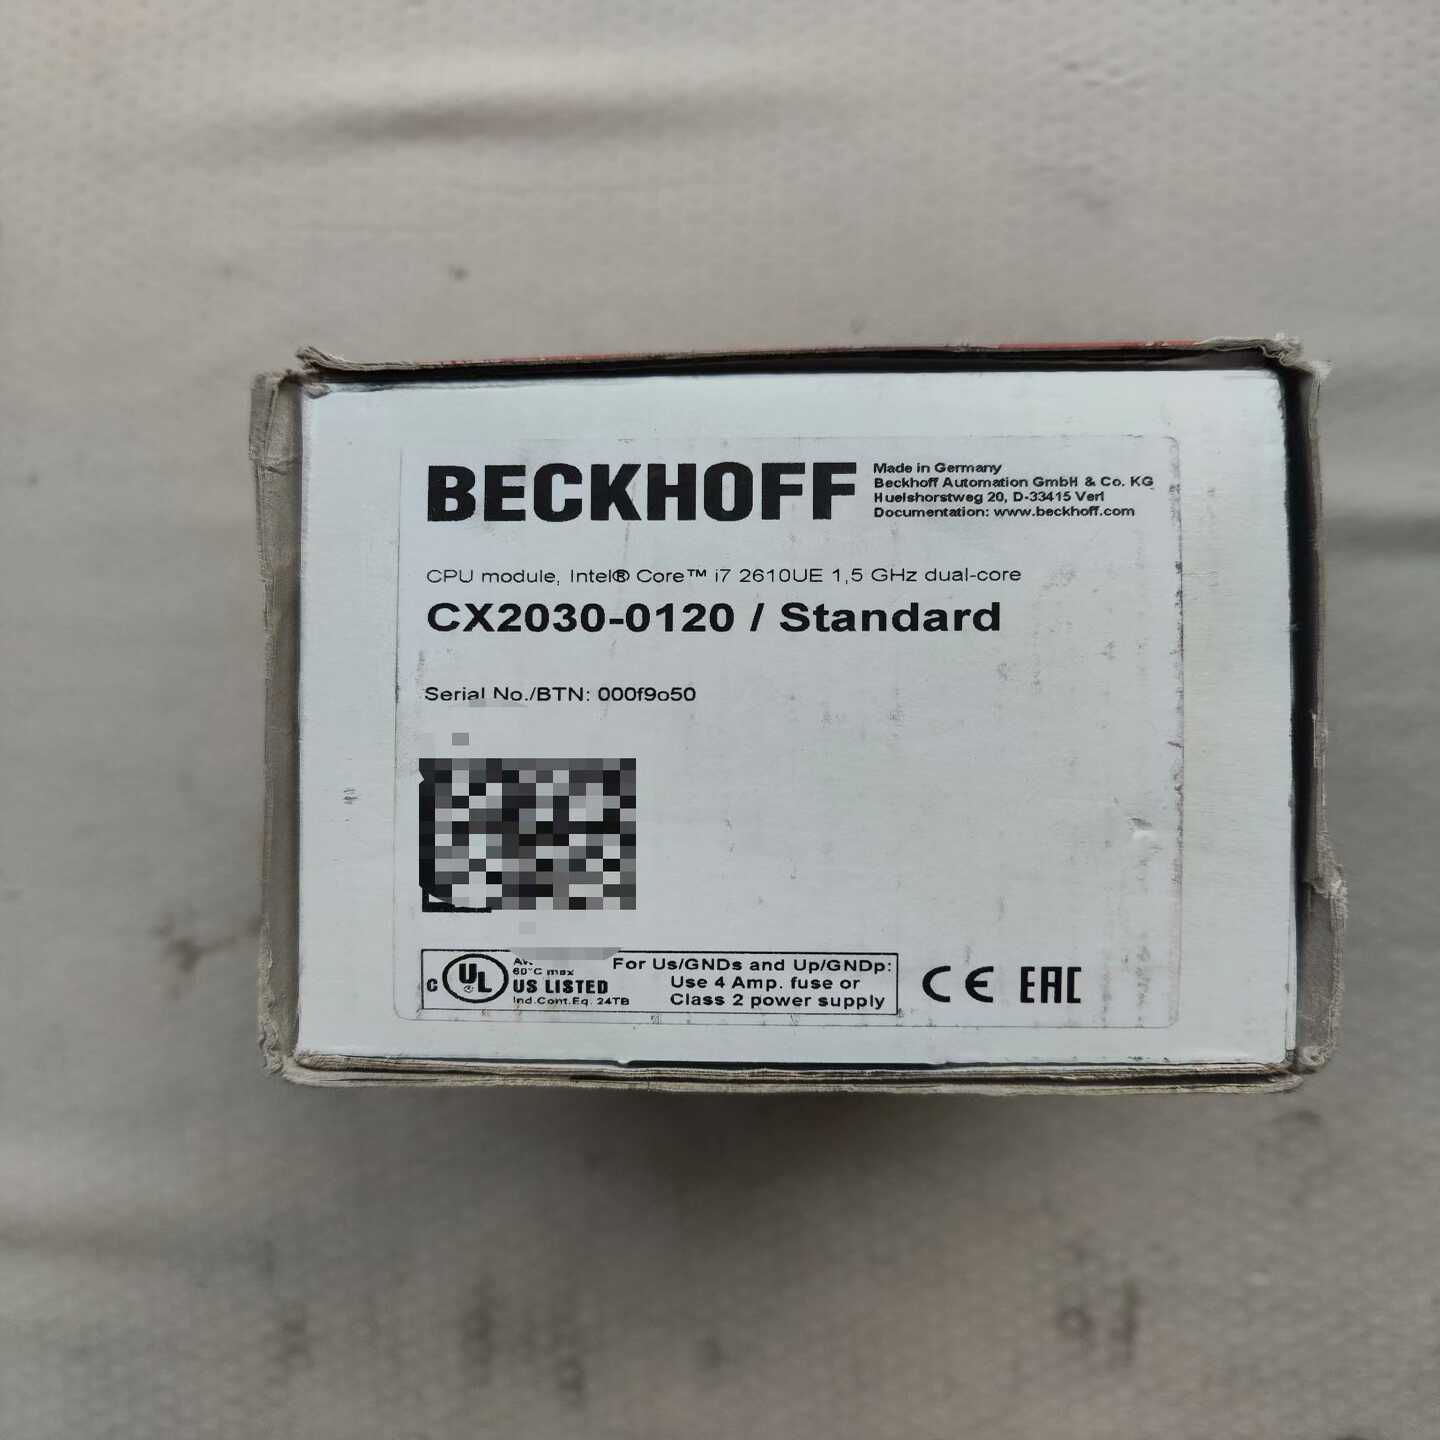 BECKHOFF
Made in Germany
Beckhoff Automation GmbH & Co. KG
Huelshorstweg 20, D-33415 Verl
Documentation: www.beckhoff.com
CPU module, Intel® Core™ i7 2610UE 1,5 GHz dual-core
CX2030-0120 / Standard
Serial No./BTN: 000f9o50
C UL
60°C max
US LISTED
Ind.Cont.Eq. 24TB
For Us/GNDs and Up/GNDp:
Use 4 Amp. fuse or
Class 2 power supply
CE EAC